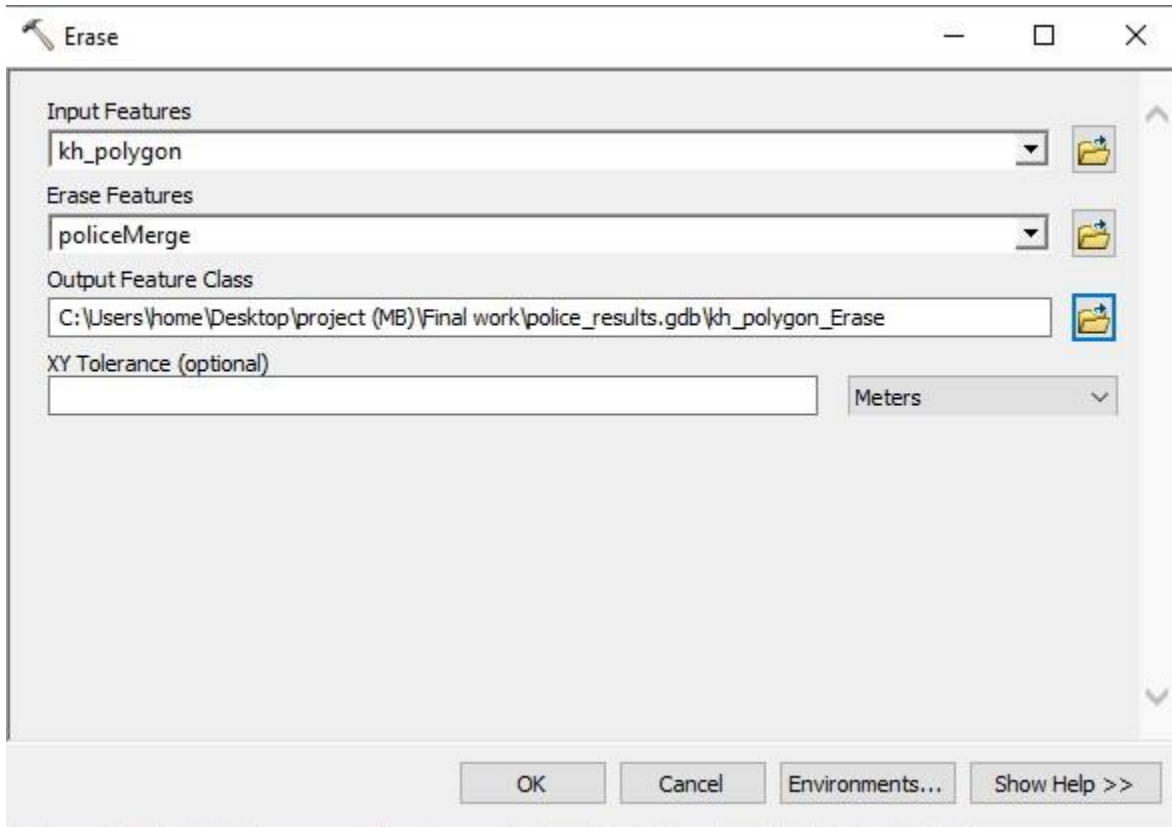 Erase
Input Features
kh_polygon
Erase Features
policeMerge
Output Feature Class
C:\Users\home\Desktop\project (MB)\Final work\police_results.gdb\kh_polygon_Erase
XY Tolerance (optional)
Meters
OK Cancel Environments... Show Help >>